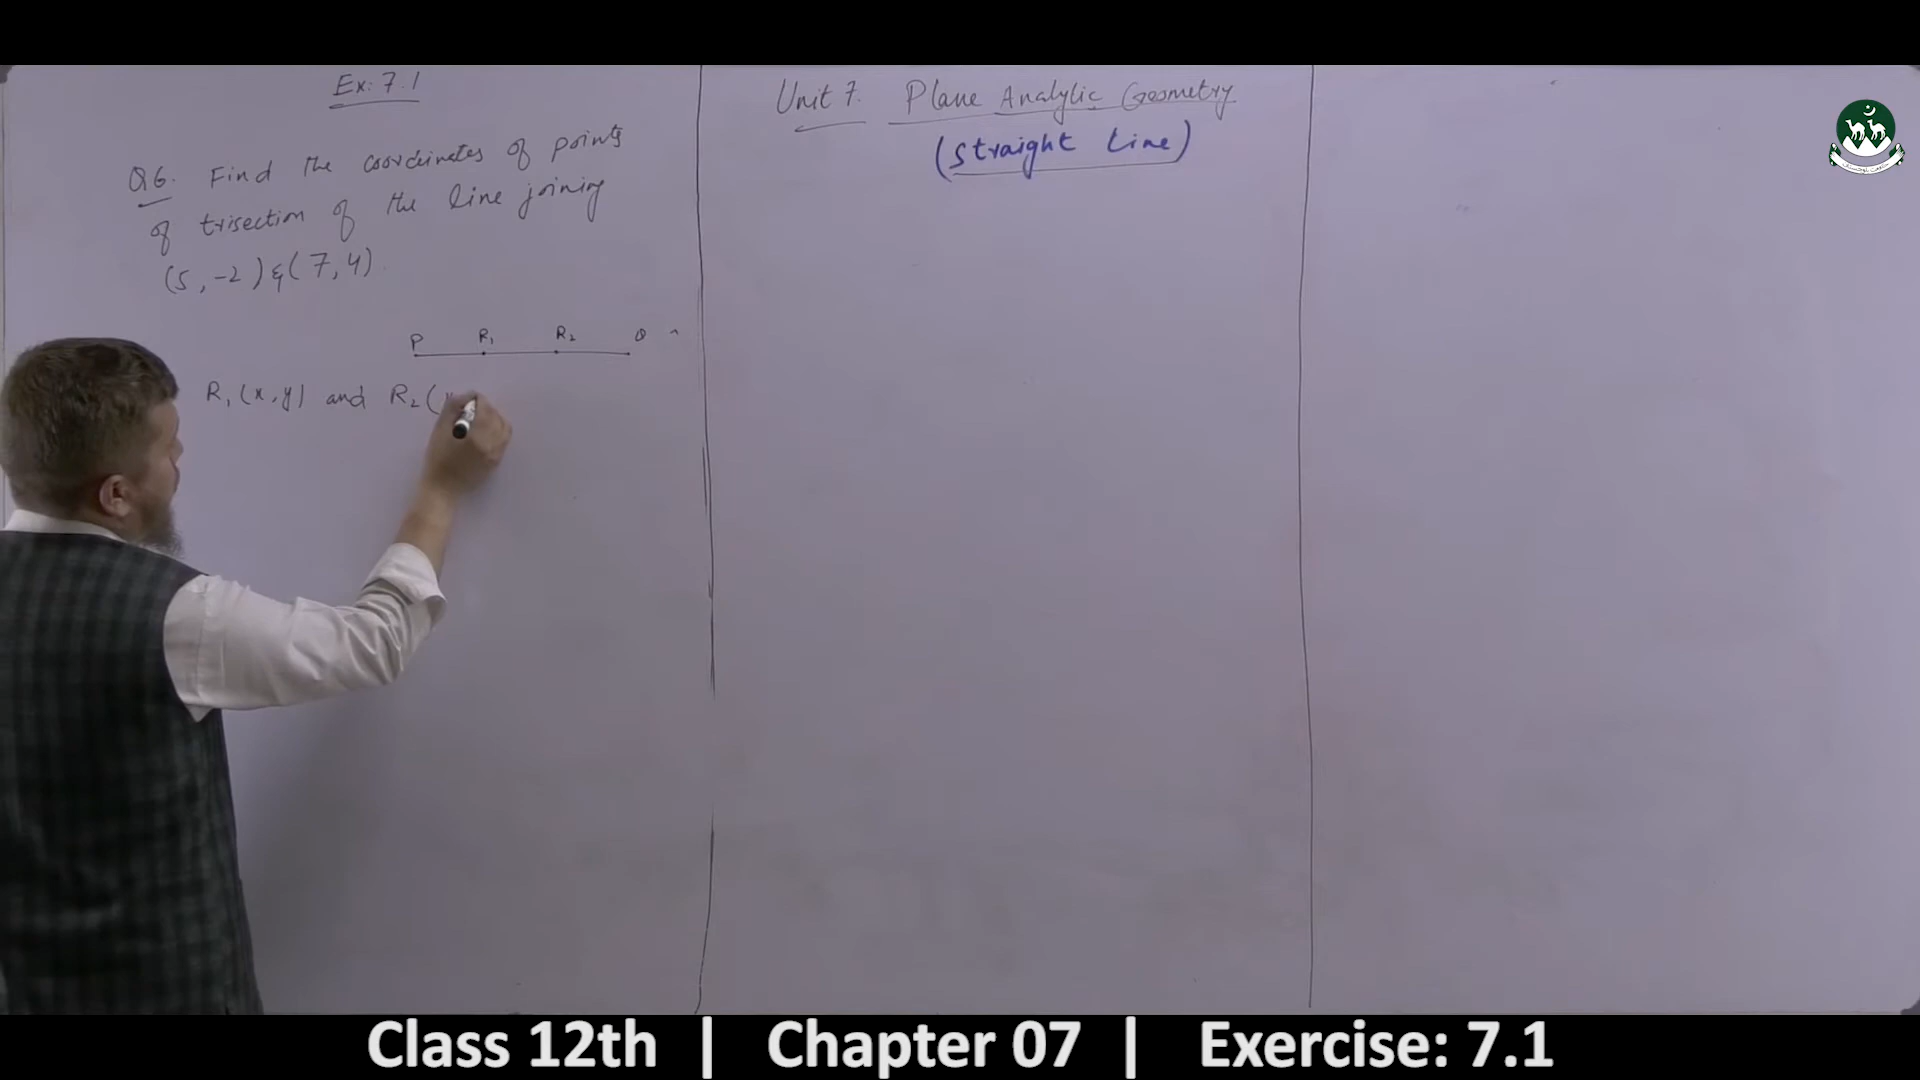 Ex: 7.1
Q6. Find the coordinates of points
of trisection of the line joining
(5, -2) & (7, 4)
P R₁ R₂ Q
R₁(x, y) and R₂(
Unit 7. Plane Analytic Geometry
(straight line)
Class 12th | Chapter 07 | Exercise: 7.1